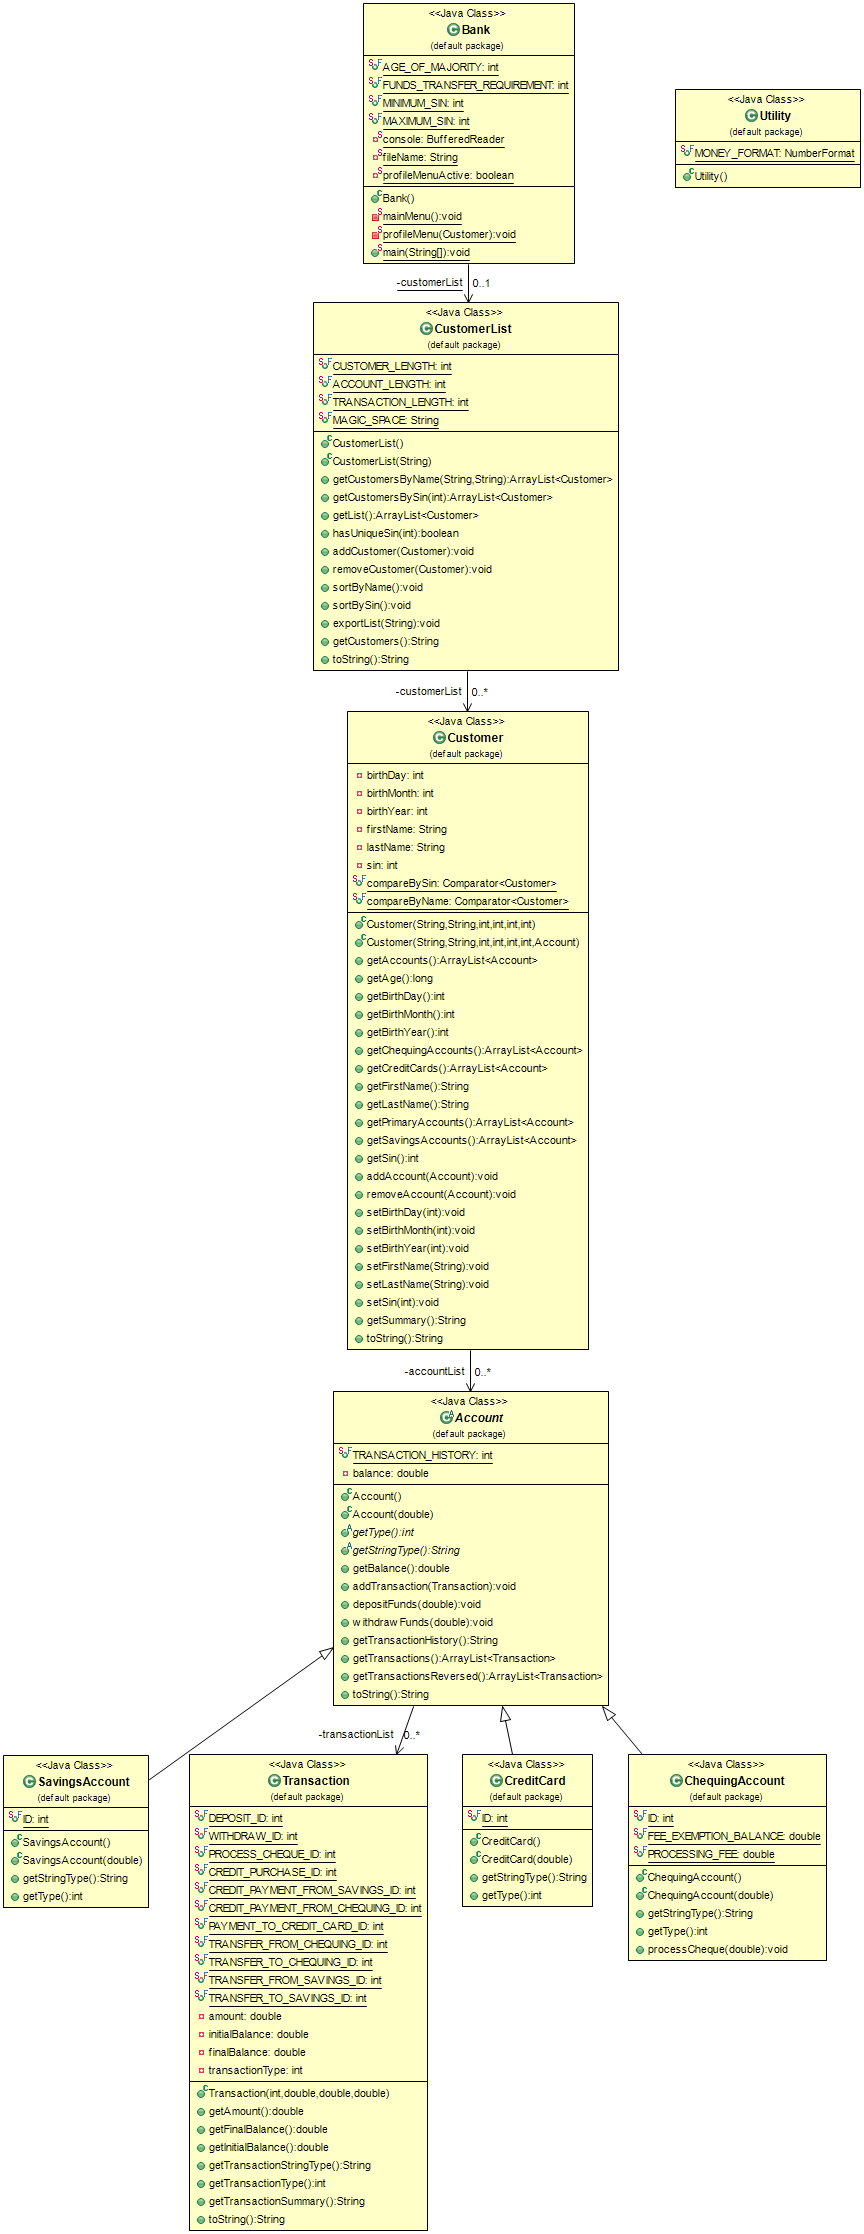 <<Java Class>>
Bank
(default package)
AGE_OF_MAJORITY: int
FUNDS_TRANSFER_REQUIREMENT: int
MINIMUM_SIN: int
MAXIMUM_SIN: int
console: BufferedReader
fileName: String
profileMenuActive: boolean
Bank()
mainMenu():void
profileMenu(Customer):void
main(String[]):void
<<Java Class>>
Utility
(default package)
MONEY_FORMAT: NumberFormat
Utility()
-customerList 0..1
<<Java Class>>
CustomerList
(default package)
CUSTOMER_LENGTH: int
ACCOUNT_LENGTH: int
TRANSACTION_LENGTH: int
MAGIC_SPACE: String
CustomerList()
CustomerList(String)
getCustomersByName(String,String):ArrayList<Customer>
getCustomersBySin(int):ArrayList<Customer>
getList():ArrayList<Customer>
hasUniqueSin(int):boolean
addCustomer(Customer):void
removeCustomer(Customer):void
sortByName():void
sortBySin():void
exportList(String):void
getCustomers():String
toString():String
-customerList 0..*
<<Java Class>>
Customer
(default package)
birthDay: int
birthMonth: int
birthYear: int
firstName: String
lastName: String
sin: int
compareBySin: Comparator<Customer>
compareByName: Comparator<Customer>
Customer(String,String,int,int,int,int)
Customer(String,String,int,int,int,int,Account)
getAccounts():ArrayList<Account>
getAge():long
getBirthDay():int
getBirthMonth():int
getBirthYear():int
getChequingAccounts():ArrayList<Account>
getCreditCards():ArrayList<Account>
getFirstName():String
getLastName():String
getPrimaryAccounts():ArrayList<Account>
getSavingsAccounts():ArrayList<Account>
getSin():int
addAccount(Account):void
removeAccount(Account):void
setBirthDay(int):void
setBirthMonth(int):void
setBirthYear(int):void
setFirstName(String):void
setLastName(String):void
setSin(int):void
getSummary():String
toString():String
-accountList 0..*
<<Java Class>>
Account
(default package)
TRANSACTION_HISTORY: int
balance: double
Account()
Account(double)
getType():int
getStringType():String
getBalance():double
addTransaction(Transaction):void
depositFunds(double):void
withdrawFunds(double):void
getTransactionHistory():String
getTransactions():ArrayList<Transaction>
getTransactionsReversed():ArrayList<Transaction>
toString():String
-transactionList 0..*
<<Java Class>>
SavingsAccount
(default package)
ID: int
SavingsAccount()
SavingsAccount(double)
getStringType():String
getType():int
<<Java Class>>
Transaction
(default package)
DEPOSIT_ID: int
WITHDRAW_ID: int
PROCESS_CHEQUE_ID: int
CREDIT_PURCHASE_ID: int
CREDIT_PAYMENT_FROM_SAVINGS_ID: int
CREDIT_PAYMENT_FROM_CHEQUING_ID: int
PAYMENT_TO_CREDIT_CARD_ID: int
TRANSFER_FROM_CHEQUING_ID: int
TRANSFER_TO_CHEQUING_ID: int
TRANSFER_FROM_SAVINGS_ID: int
TRANSFER_TO_SAVINGS_ID: int
amount: double
initialBalance: double
finalBalance: double
transactionType: int
Transaction(int,double,double,double)
getAmount():double
getFinalBalance():double
getInitialBalance():double
getTransactionStringType():String
getTransactionType():int
getTransactionSummary():String
toString():String
<<Java Class>>
CreditCard
(default package)
ID: int
CreditCard()
CreditCard(double)
getStringType():String
getType():int
<<Java Class>>
ChequingAccount
(default package)
ID: int
FEE_EXEMPTION_BALANCE: double
PROCESSING_FEE: double
ChequingAccount()
ChequingAccount(double)
getStringType():String
getType():int
processCheque(double):void